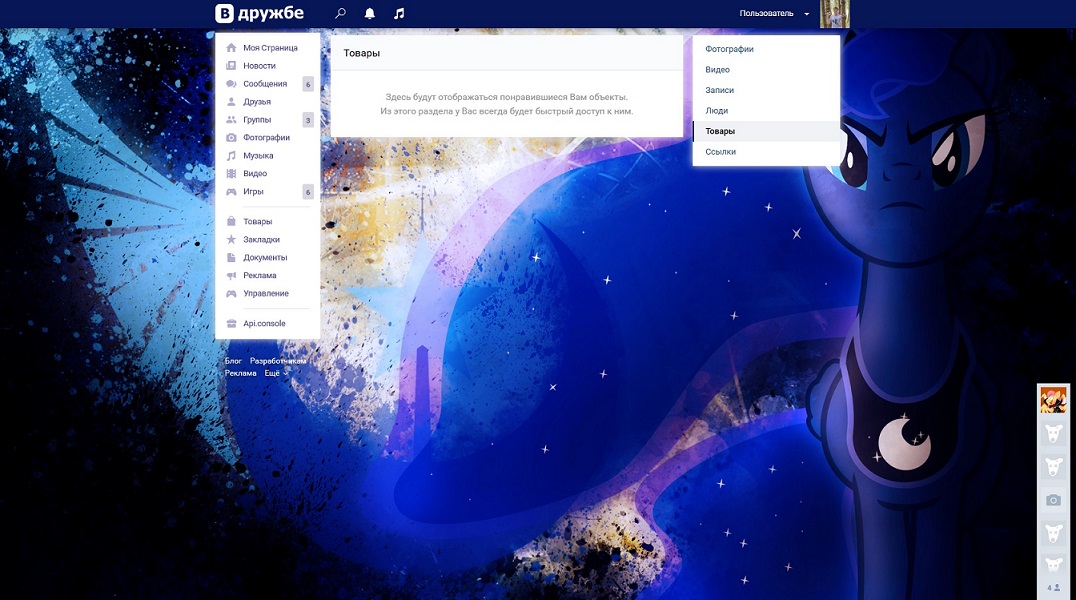 В дружбе
Пользователь
Моя Страница
Новости
Сообщения 6
Друзья
Группы 3
Фотографии
Музыка
Видео
Игры 6
Товары
Закладки
Документы
Реклама
Управление
Api.console
Блог Разработчикам
Реклама Ещё
Товары
Здесь будут отображаться понравившиеся Вам объекты.
Из этого раздела у Вас всегда будет быстрый доступ к ним.
Фотографии
Видео
Записи
Люди
Товары
Ссылки
4